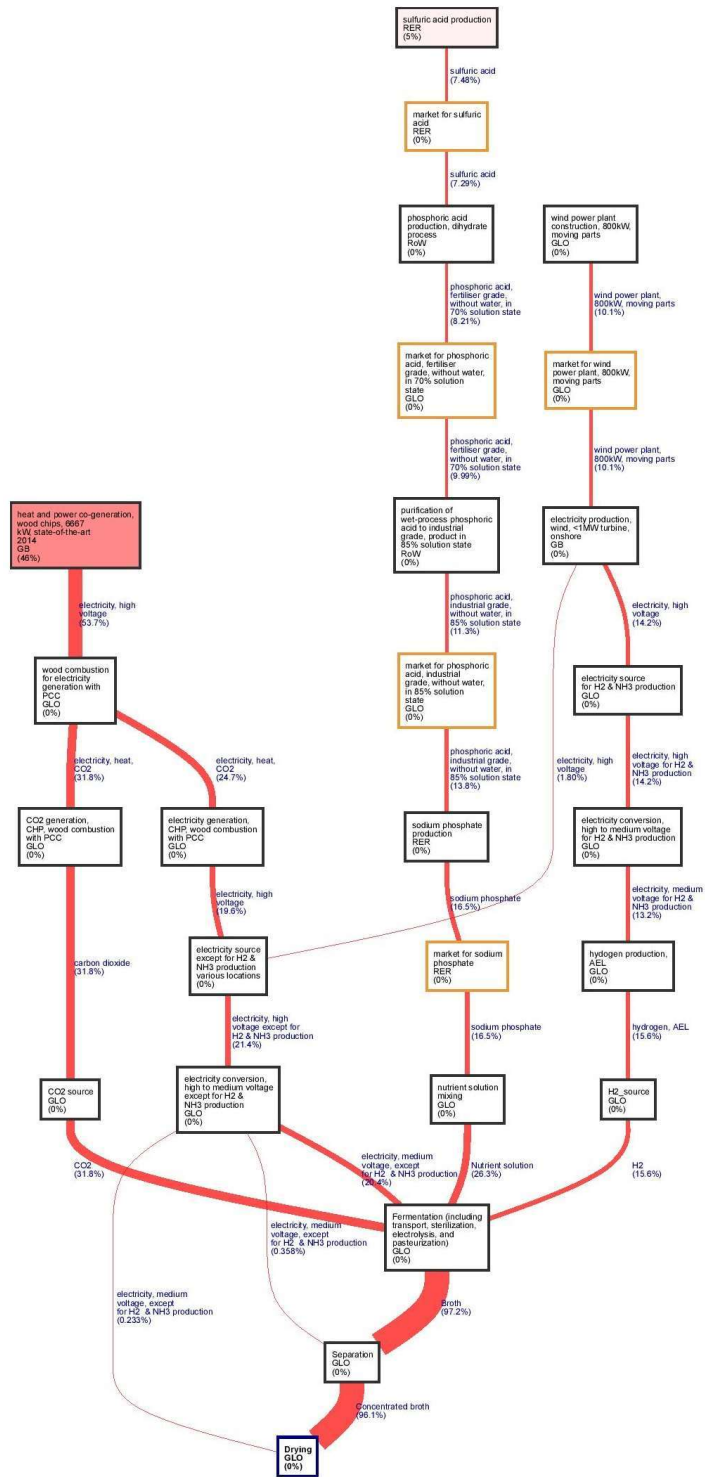 sulfuric acid production
RER
(5%)
sulfuric acid
(7.48%)
market for sulfuric
acid
RER
(0%)
sulfuric acid
(7.29%)
phosphoric acid
production, dihydrate
process
RoW
(0%)
wind power plant
construction, 800kW,
moving parts
GLO
(0%)
phosphoric acid,
fertiliser grade,
without water, in
70% solution state
(8.21%)
wind power plant,
800kW, moving parts
(10.1%)
market for phosphoric
acid, fertiliser
grade, without water,
in 70% solution
state
GLO
(0%)
market for wind
power plant, 800kW,
moving parts
GLO
(0%)
phosphoric acid,
fertiliser grade,
without water, in
70% solution state
(9.99%)
wind power plant,
800kW, moving parts
(10.1%)
heat and power co-generation,
wood chips, 6667
kW, state-of-the-art
2014
GB
(46%)
purification of
wet-process phosphoric
acid to industrial
grade, product in
85% solution state
RoW
(0%)
electricity production,
wind, <1MW turbine,
onshore
GB
(0%)
electricity, high
voltage
(53.7%)
phosphoric acid,
industrial grade,
without water, in
85% solution state
(11.3%)
electricity, high
voltage
(14.2%)
wood combustion
for electricity
generation with
PCC
GLO
(0%)
market for phosphoric
acid, industrial
grade, without water,
in 85% solution
state
GLO
(0%)
electricity source
for H2 & NH3 production
GLO
(0%)
electricity, heat,
CO2
(31.8%)
electricity, heat,
CO2
(24.7%)
phosphoric acid,
industrial grade,
without water, in
85% solution state
(13.8%)
electricity, high
voltage
(1.80%)
electricity, high
voltage for H2 &
NH3 production
(14.2%)
CO2 generation,
CHP, wood combustion
with PCC
GLO
(0%)
electricity generation,
CHP, wood combustion
with PCC
GLO
(0%)
sodium phosphate
production
RER
(0%)
electricity conversion,
high to medium voltage
for H2 & NH3 production
GLO
(0%)
electricity, high
voltage
(19.6%)
sodium phosphate
(16.5%)
electricity, medium
voltage for H2 &
NH3 production
(13.2%)
carbon dioxide
(31.8%)
electricity source
except for H2 &
NH3 production
various locations
(0%)
market for sodium
phosphate
RER
(0%)
hydrogen production,
AEL
GLO
(0%)
electricity, high
voltage except for
H2 & NH3 production
(21.4%)
sodium phosphate
(16.5%)
hydrogen, AEL
(15.6%)
CO2 source
GLO
(0%)
electricity conversion,
high to medium voltage
except for H2 &
NH3 production
GLO
(0%)
nutrient solution
mixing
GLO
(0%)
H2_source
GLO
(0%)
CO2
(31.8%)
electricity, medium
voltage, except
for H2 & NH3 production
(20.4%)
Nutrient solution
(26.3%)
H2
(15.6%)
Fermentation (including
transport, sterilization,
electrolysis, and
pasteurization)
GLO
(0%)
electricity, medium
voltage, except
for H2 & NH3 production
(0.358%)
electricity, medium
voltage, except
for H2 & NH3 production
(0.233%)
Broth
(97.2%)
Separation
GLO
(0%)
Concentrated broth
(96.1%)
Drying
GLO
(0%)